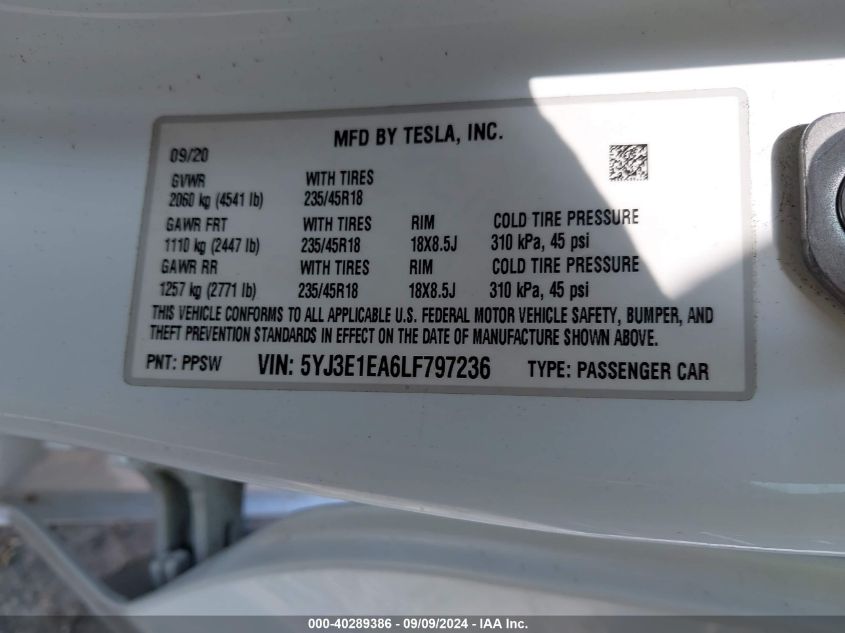 MFD BY TESLA, INC.
09/20
GVWR WITH TIRES
2060 kg (4541 lb) 235/45R18
GAWR FRT WITH TIRES RIM COLD TIRE PRESSURE
1110 kg (2447 lb) 235/45R18 18X8.5J 310 kPa, 45 psi
GAWR RR WITH TIRES RIM COLD TIRE PRESSURE
1257 kg (2771 lb) 235/45R18 18X8.5J 310 kPa, 45 psi
THIS VEHICLE CONFORMS TO ALL APPLICABLE U.S. FEDERAL MOTOR VEHICLE SAFETY, BUMPER, AND
THEFT PREVENTION STANDARDS IN EFFECT ON THE DATE OF MANUFACTURE SHOWN ABOVE.
PNT: PPSW VIN: 5YJ3E1EA6LF797236 TYPE: PASSENGER CAR
000-40289386 - 09/09/2024 - IAA Inc.